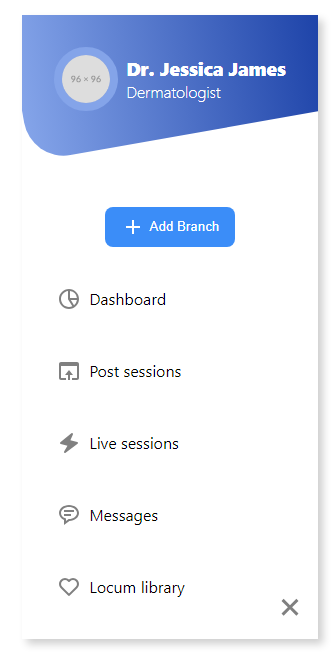 96 × 96
Dr. Jessica James
Dermatologist
Add Branch
Dashboard
Post sessions
Live sessions
Messages
Locum library